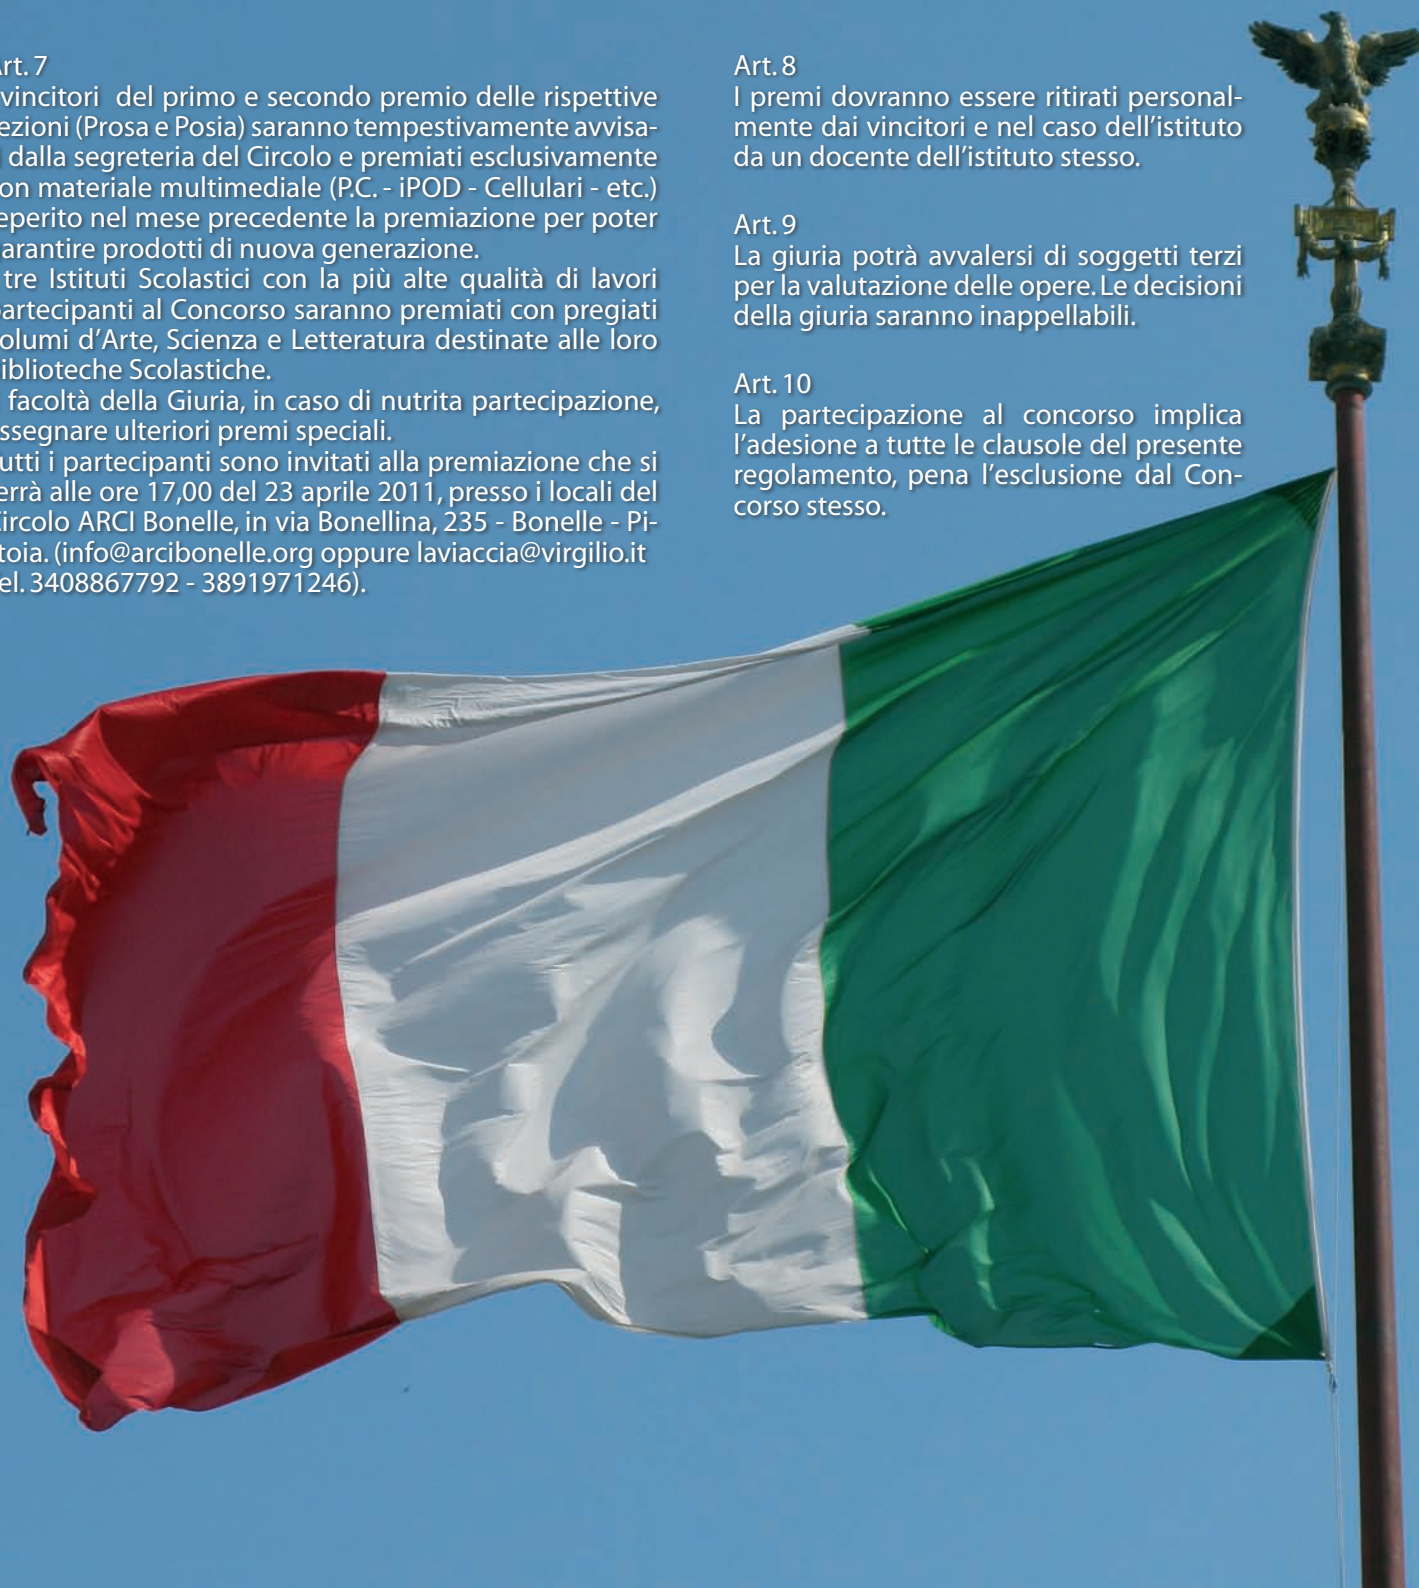 rt. 7
vincitori del primo e secondo premio delle rispettive
ezioni (Prosa e Posia) saranno tempestivamente avvisa-
i dalla segreteria del Circolo e premiati esclusivamente
on materiale multimediale (P.C. - iPOD - Cellulari - etc.)
eperito nel mese precedente la premiazione per poter
arantire prodotti di nuova generazione.
tre Istituti Scolastici con la più alte qualità di lavori
partecipanti al Concorso saranno premiati con pregiati
olumi d'Arte, Scienza e Letteratura destinate alle loro
iblioteche Scolastiche.
facoltà della Giuria, in caso di nutrita partecipazione,
ssegnare ulteriori premi speciali.
utti i partecipanti sono invitati alla premiazione che si
errà alle ore 17,00 del 23 aprile 2011, presso i locali del
ircolo ARCI Bonelle, in via Bonellina, 235 - Bonelle - Pi-
toia. (info@arcibonelle.org oppure laviaccia@virgilio.it
el. 3408867792 - 3891971246).
Art. 8
I premi dovranno essere ritirati personal-
mente dai vincitori e nel caso dell'istituto
da un docente dell'istituto stesso.
Art. 9
La giuria potrà avvalersi di soggetti terzi
per la valutazione delle opere. Le decisioni
della giuria saranno inappellabili.
Art. 10
La partecipazione al concorso implica
l'adesione a tutte le clausole del presente
regolamento, pena l'esclusione dal Con-
corso stesso.